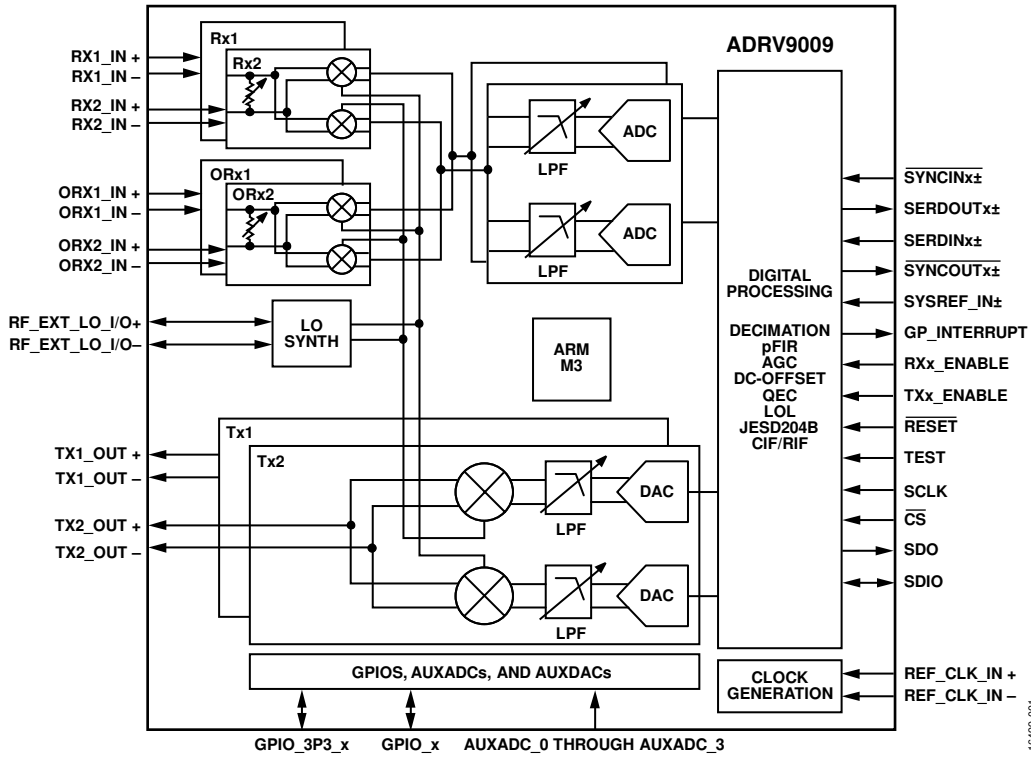 ADRV9009
Rx1
Rx2
RX1_IN +
RX1_IN –
RX2_IN +
RX2_IN –
ORx1
ORx2
ORX1_IN +
ORX1_IN –
ORX2_IN +
ORX2_IN –
ADC
LPF
ADC
LPF
RF_EXT_LO_I/O+
RF_EXT_LO_I/O–
LO
SYNTH
ARM
M3
DIGITAL
PROCESSING
DECIMATION
pFIR
AGC
DC-OFFSET
QEC
LOL
JESD204B
CIF/RIF
SYNCINx±
SERDOUTx±
SERDINx±
SYNCOUTx±
SYSREF_IN±
GP_INTERRUPT
RXx_ENABLE
TXx_ENABLE
RESET
TEST
SCLK
CS
SDO
SDIO
Tx1
Tx2
TX1_OUT +
TX1_OUT –
TX2_OUT +
TX2_OUT –
LPF
DAC
LPF
DAC
GPIOS, AUXADCs, AND AUXDACs
CLOCK
GENERATION
REF_CLK_IN +
REF_CLK_IN –
GPIO_3P3_x
GPIO_x
AUXADC_0 THROUGH AUXADC_3